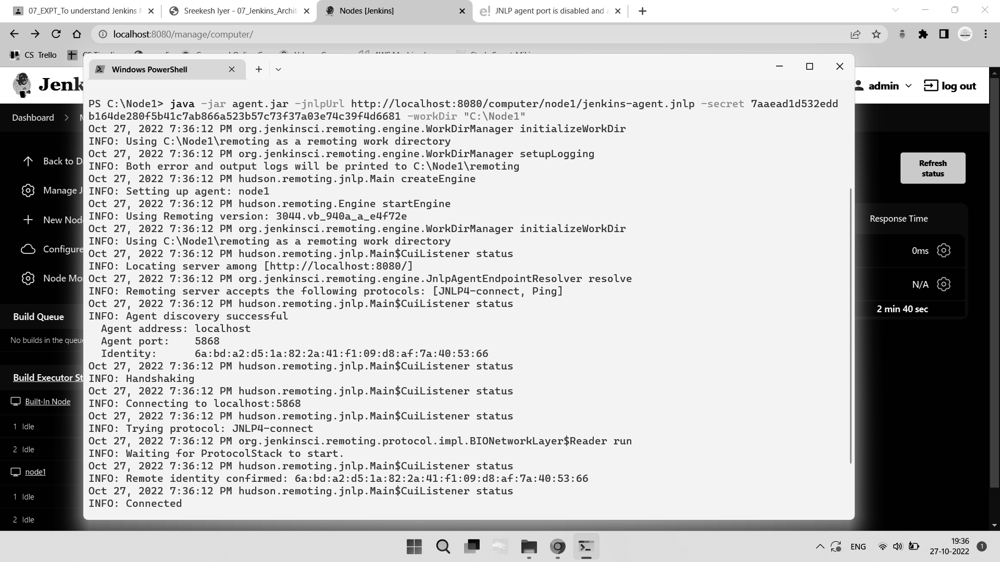 07_EXPT_To understand Jenkins
Sreekesh Iyer - 07_Jenkins_Archit
Nodes [Jenkins]
JNLP agent port is disabled and a
localhost:8080/manage/computer/
CS Trello
Windows PowerShell
Jenk
admin
log out
PS C:\Node1> java -jar agent.jar -jnlpUrl http://localhost:8080/computer/node1/jenkins-agent.jnlp -secret 7aaead1d532edd
b164de280f5b41c7ab866a523b57c73f37a03e74c39f4d6681 -workDir "C:\Node1"
Oct 27, 2022 7:36:12 PM org.jenkinsci.remoting.engine.WorkDirManager initializeWorkDir
INFO: Using C:\Node1\remoting as a remoting work directory
Oct 27, 2022 7:36:12 PM org.jenkinsci.remoting.engine.WorkDirManager setupLogging
INFO: Both error and output logs will be printed to C:\Node1\remoting
Oct 27, 2022 7:36:12 PM hudson.remoting.jnlp.Main createEngine
INFO: Setting up agent: node1
Oct 27, 2022 7:36:12 PM hudson.remoting.Engine startEngine
INFO: Using Remoting version: 3044.vb_940a_a_e4f72e
Oct 27, 2022 7:36:12 PM org.jenkinsci.remoting.engine.WorkDirManager initializeWorkDir
INFO: Using C:\Node1\remoting as a remoting work directory
Oct 27, 2022 7:36:12 PM hudson.remoting.jnlp.Main$CuiListener status
INFO: Locating server among [http://localhost:8080/]
Oct 27, 2022 7:36:12 PM org.jenkinsci.remoting.engine.JnlpAgentEndpointResolver resolve
INFO: Remoting server accepts the following protocols: [JNLP4-connect, Ping]
Oct 27, 2022 7:36:12 PM hudson.remoting.jnlp.Main$CuiListener status
INFO: Agent discovery successful
Agent address: localhost
Agent port: 5868
Identity: 6a:bd:a2:d5:1a:82:2a:41:f1:09:d8:af:7a:40:53:66
Oct 27, 2022 7:36:12 PM hudson.remoting.jnlp.Main$CuiListener status
INFO: Handshaking
Oct 27, 2022 7:36:12 PM hudson.remoting.jnlp.Main$CuiListener status
INFO: Connecting to localhost:5868
Oct 27, 2022 7:36:12 PM hudson.remoting.jnlp.Main$CuiListener status
INFO: Trying protocol: JNLP4-connect
Oct 27, 2022 7:36:12 PM org.jenkinsci.remoting.protocol.impl.BIONetworkLayer$Reader run
INFO: Waiting for ProtocolStack to start.
Oct 27, 2022 7:36:12 PM hudson.remoting.jnlp.Main$CuiListener status
INFO: Remote identity confirmed: 6a:bd:a2:d5:1a:82:2a:41:f1:09:d8:af:7a:40:53:66
Oct 27, 2022 7:36:12 PM hudson.remoting.jnlp.Main$CuiListener status
INFO: Connected
Dashboard
Back to D
Manage J
New Nod
Configure
Node Mo
Build Queue
No builds in the queue
Build Executor St
Built-In Node
1 Idle
2 Idle
node1
1 Idle
2 Idle
Refresh
status
Response Time
0ms
N/A
2 min 40 sec
ENG
19:36
27-10-2022
1